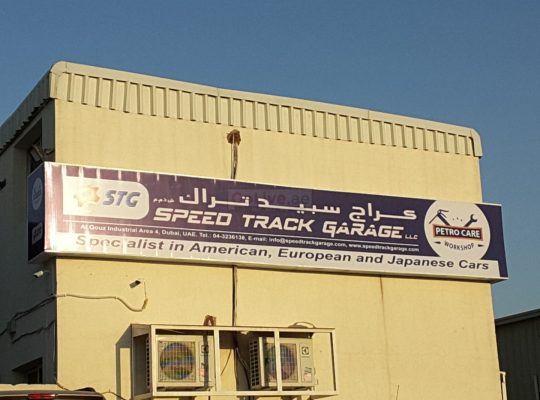 STG
كراج سبيد تراك ش.ذ.م.م
SPEED TRACK GARAGE LLC
Al Qouz Industrial Area 4, Dubai, UAE. Tel.: 04-3236138, E-mail: info@speedtrackgarage.com, www.speedtrackgarage.com
Specialist in American, European and Japanese Cars
PETRO CARE
WORKSHOP
STG